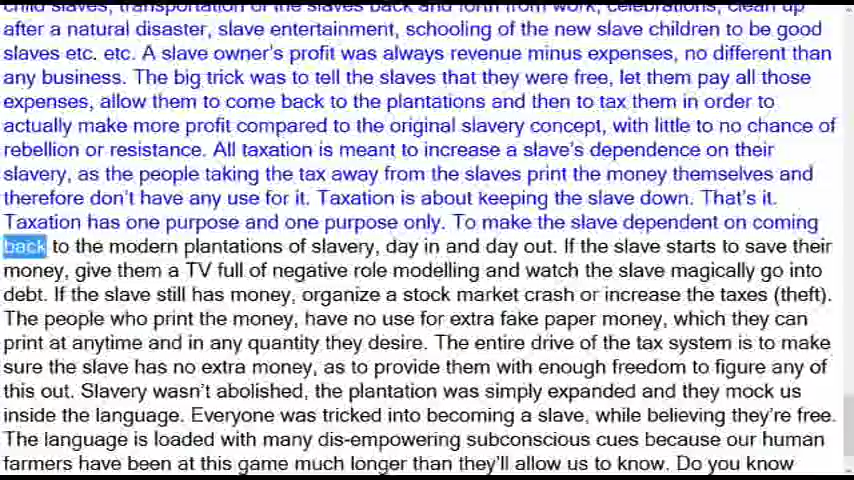 child slaves, transportation of the slaves back and forth from work, celebrations, clean up
after a natural disaster, slave entertainment, schooling of the new slave children to be good
slaves etc. etc. A slave owner's profit was always revenue minus expenses, no different than
any business. The big trick was to tell the slaves that they were free, let them pay all those
expenses, allow them to come back to the plantations and then to tax them in order to
actually make more profit compared to the original slavery concept, with little to no chance of
rebellion or resistance. All taxation is meant to increase a slave's dependence on their
slavery, as the people taking the tax away from the slaves print the money themselves and
therefore don't have any use for it. Taxation is about keeping the slave down. That's it.
Taxation has one purpose and one purpose only. To make the slave dependent on coming
back to the modern plantations of slavery, day in and day out. If the slave starts to save their
money, give them a TV full of negative role modelling and watch the slave magically go into
debt. If the slave still has money, organize a stock market crash or increase the taxes (theft).
The people who print the money, have no use for extra fake paper money, which they can
print at anytime and in any quantity they desire. The entire drive of the tax system is to make
sure the slave has no extra money, as to provide them with enough freedom to figure any of
this out. Slavery wasn't abolished, the plantation was simply expanded and they mock us
inside the language. Everyone was tricked into becoming a slave, while believing they're free.
The language is loaded with many dis-empowering subconscious cues because our human
farmers have been at this game much longer than they'll allow us to know. Do you know